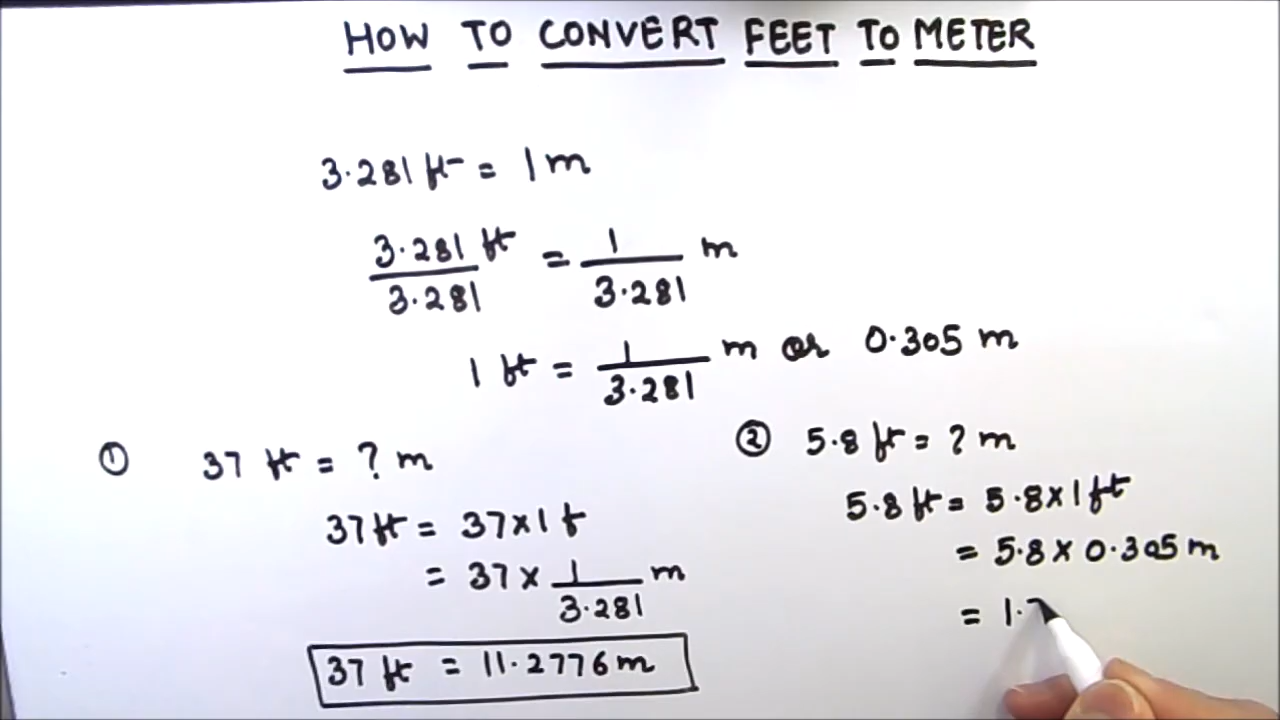 HOW TO CONVERT FEET TO METER
3.281 ft = 1 m
3.281 ft / 3.281 = 1 / 3.281 m
1 ft = 1 / 3.281 m or 0.305 m
① 37 ft = ? m
37 ft = 37 × 1 f
= 37 × 1 / 3.281 m
37 ft = 11.2776 m
② 5.8 ft = ? m
5.8 ft = 5.8 × 1 ft
= 5.8 × 0.305 m
= 1.